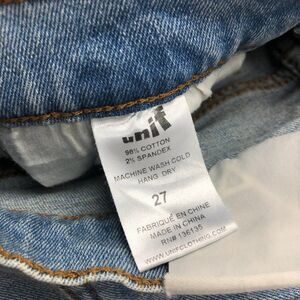 unif
98% COTTON
2% SPANDEX
MACHINE WASH COLD
HANG DRY
27
FABRIQUÉ EN CHINE
MADE IN CHINA
RN# 136135
WWW.UNIFCLOTHING.COM